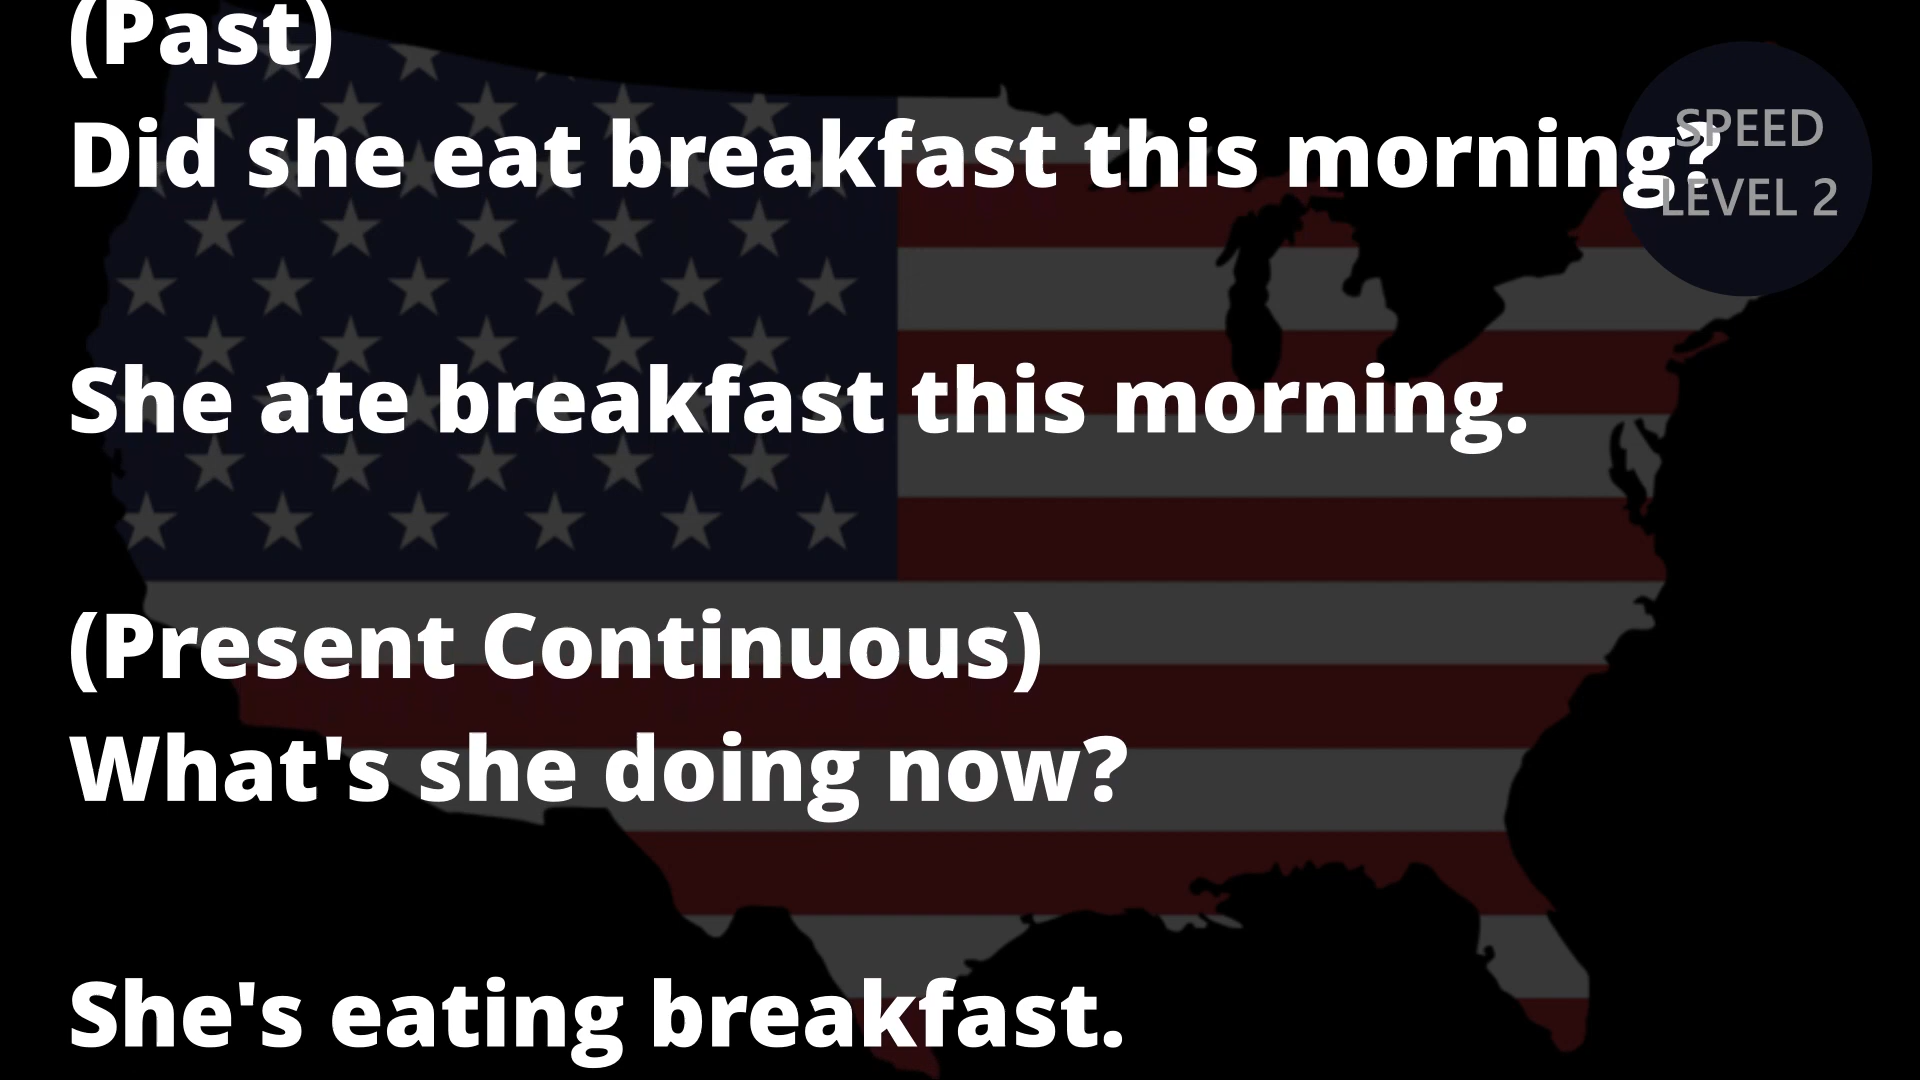 (Past)
Did she eat breakfast this morning?
SPEED
LEVEL 2
She ate breakfast this morning.
(Present Continuous)
What's she doing now?
She's eating breakfast.